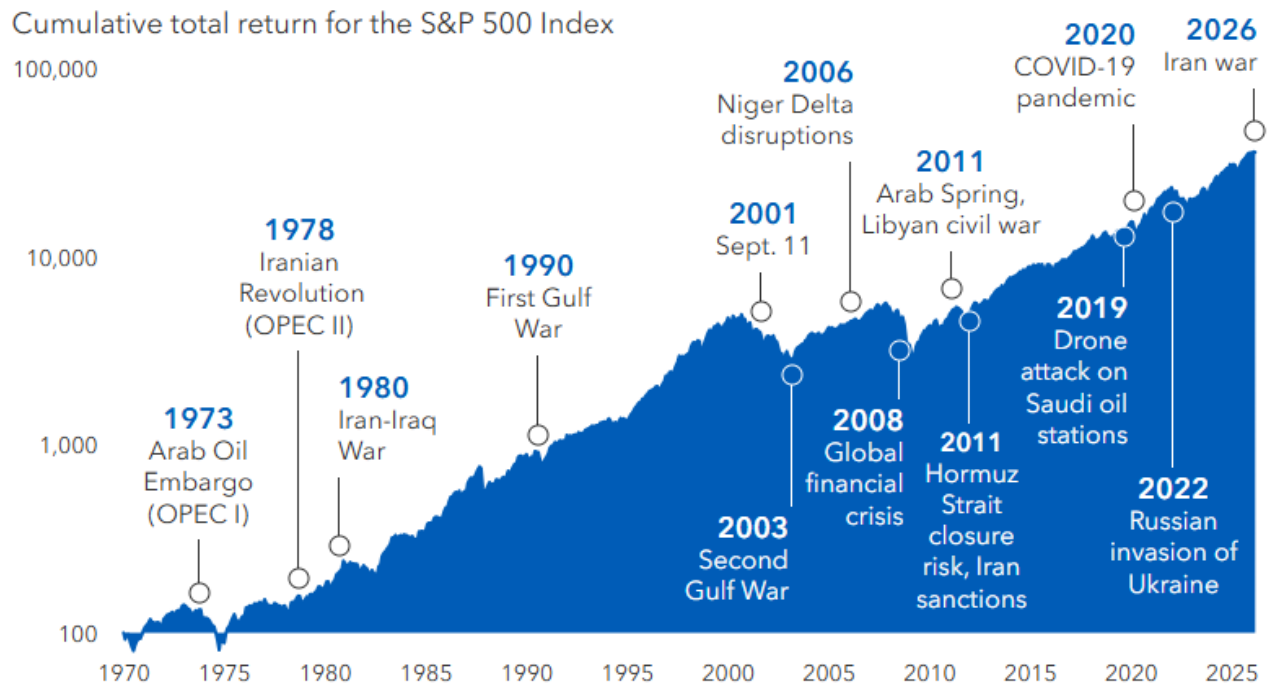 Cumulative total return for the S&P 500 Index
100,000
10,000
1,000
100
1973
Arab Oil
Embargo
(OPEC I)
1978
Iranian
Revolution
(OPEC II)
1980
Iran-Iraq
War
1990
First Gulf
War
2001
Sept. 11
2003
Second
Gulf War
2006
Niger Delta
disruptions
2008
Global
financial
crisis
2011
Arab Spring,
Libyan civil war
2011
Hormuz
Strait
closure
risk, Iran
sanctions
2019
Drone
attack on
Saudi oil
stations
2020
COVID-19
pandemic
2022
Russian
invasion of
Ukraine
2026
Iran war
1970 1975 1980 1985 1990 1995 2000 2005 2010 2015 2020 2025